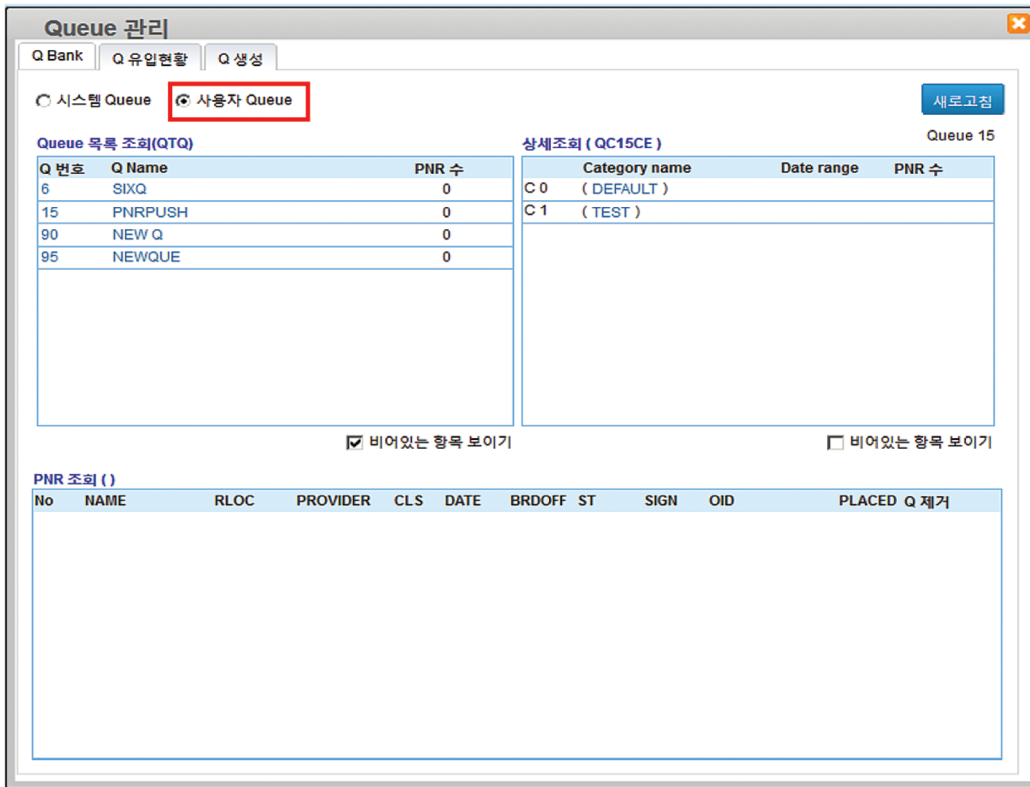 Queue 관리
Q Bank Q 유입현황 Q 생성
시스템 Queue 사용자 Queue 새로고침
Queue 15
Queue 목록 조회(QTQ)
Q 번호 Q Name PNR 수
6 SIXQ 0
15 PNRPUSH 0
90 NEW Q 0
95 NEWQUE 0
비어있는 항목 보이기
상세조회 ( QC15CE )
Category name Date range PNR 수
C 0 ( DEFAULT )
C 1 ( TEST )
비어있는 항목 보이기
PNR 조회 ( )
No NAME RLOC PROVIDER CLS DATE BRDOFF ST SIGN OID PLACED Q 제거